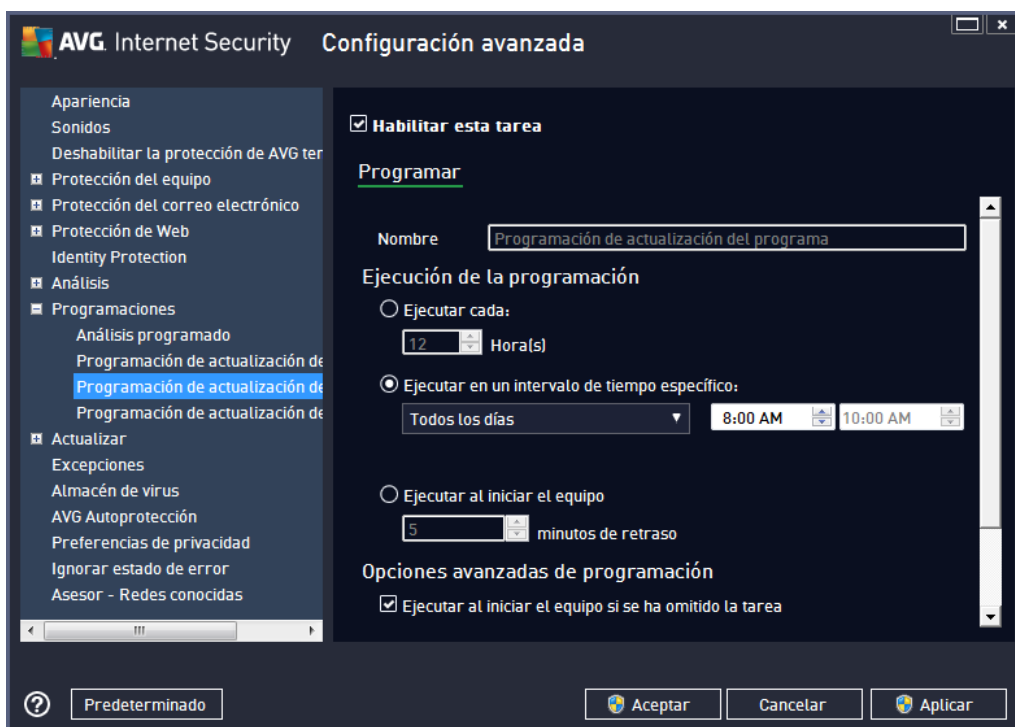 AVG. Internet Security Configuración avanzada
Apariencia
Sonidos
Deshabilitar la protección de AVG ter
Protección del equipo
Protección del correo electrónico
Protección de Web
Identity Protection
Análisis
Programaciones
Análisis programado
Programación de actualización de
Programación de actualización de
Programación de actualización de
Actualizar
Excepciones
Almacén de virus
AVG Autoprotección
Preferencias de privacidad
Ignorar estado de error
Asesor - Redes conocidas
Habilitar esta tarea
Programar
Nombre Programación de actualización del programa
Ejecución de la programación
Ejecutar cada:
12 Hora(s)
Ejecutar en un intervalo de tiempo específico:
Todos los días 8:00 AM 10:00 AM
Ejecutar al iniciar el equipo
5 minutos de retraso
Opciones avanzadas de programación
Ejecutar al iniciar el equipo si se ha omitido la tarea
? Predeterminado Aceptar Cancelar Aplicar